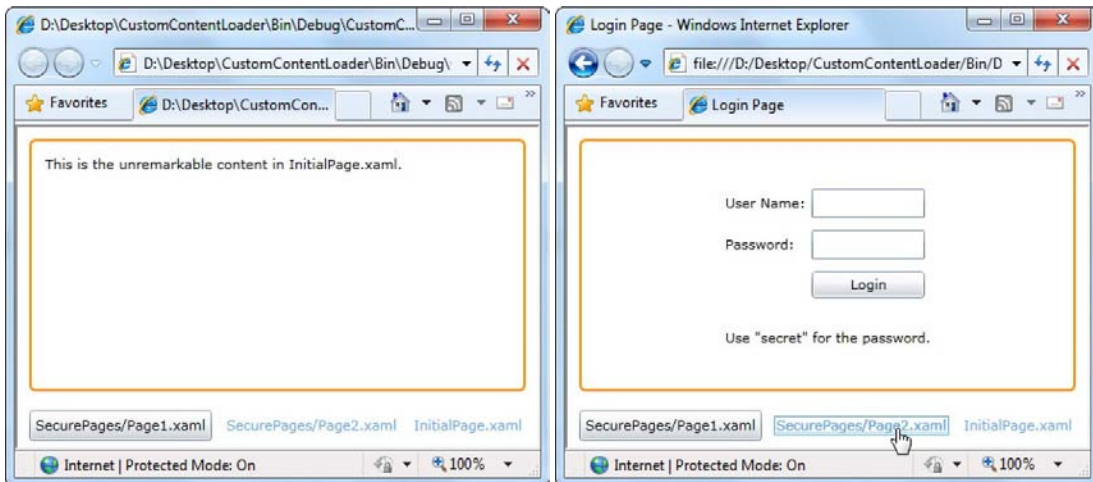 D:\Desktop\CustomContentLoader\Bin\Debug\CustomC...
D:\Desktop\CustomContentLoader\Bin\Debug\
Favorites
D:\Desktop\CustomCon...
»
This is the unremarkable content in InitialPage.xaml.
SecurePages/Page1.xaml
SecurePages/Page2.xaml
InitialPage.xaml
Internet | Protected Mode: On
100%
Login Page - Windows Internet Explorer
file:///D:/Desktop/CustomContentLoader/Bin/D
Favorites
Login Page
»
User Name:
Password:
Login
Use "secret" for the password.
SecurePages/Page1.xaml
SecurePages/Page2.xaml
InitialPage.xaml
Internet | Protected Mode: On
100%